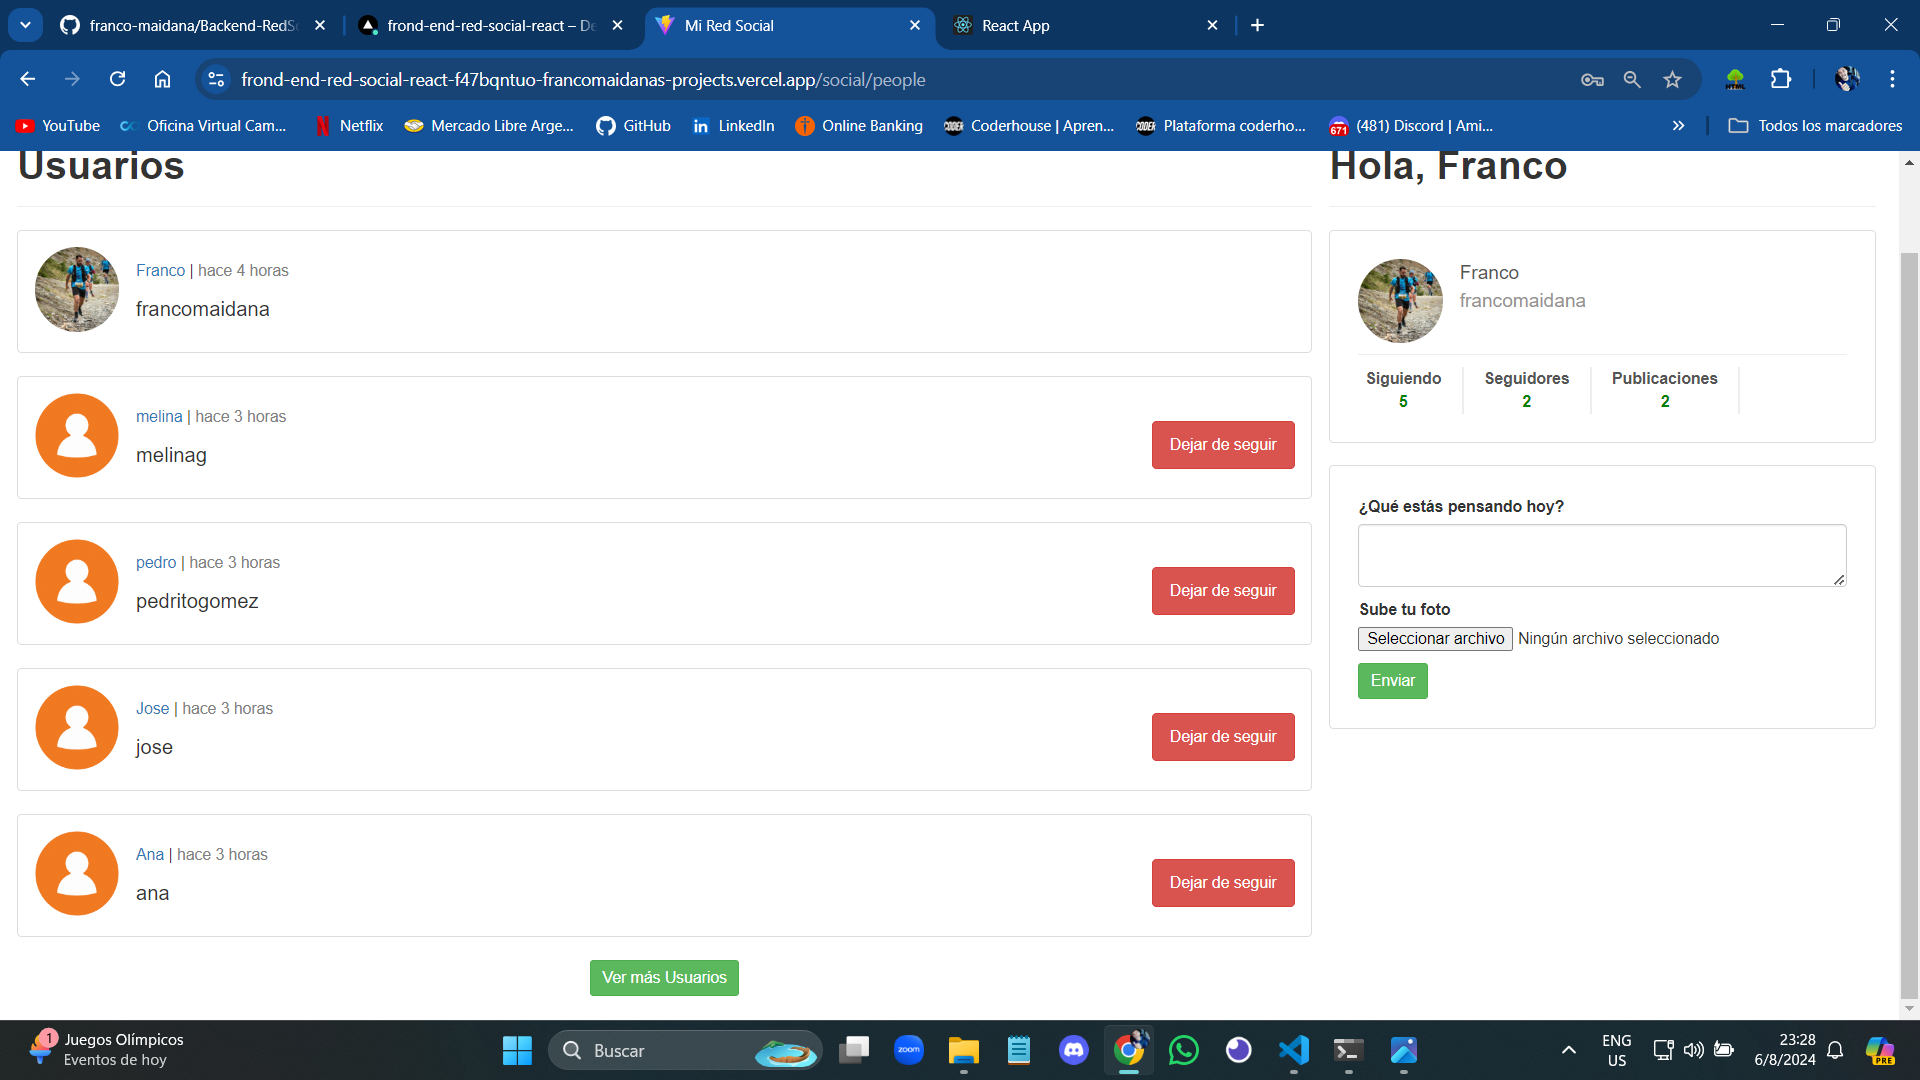 franco-maidana/Backend-RedS
frond-end-red-social-react – De
Mi Red Social
React App
frond-end-red-social-react-f47bqntuo-francomaidanas-projects.vercel.app/social/people
YouTube
Oficina Virtual Cam...
Netflix
Mercado Libre Arge...
GitHub
LinkedIn
Online Banking
Coderhouse | Apren...
Plataforma coderho...
(481) Discord | Ami...
Todos los marcadores
Usuarios
Franco | hace 4 horas
francomaidana
melina | hace 3 horas
melinag
Dejar de seguir
pedro | hace 3 horas
pedritogomez
Dejar de seguir
Jose | hace 3 horas
jose
Dejar de seguir
Ana | hace 3 horas
ana
Dejar de seguir
Ver más Usuarios
Hola, Franco
Franco
francomaidana
Siguiendo
5
Seguidores
2
Publicaciones
2
¿Qué estás pensando hoy?
Sube tu foto
Seleccionar archivo Ningún archivo seleccionado
Enviar
1
Juegos Olímpicos
Eventos de hoy
Buscar
zoom
ENG
US
23:28
6/8/2024
PRE